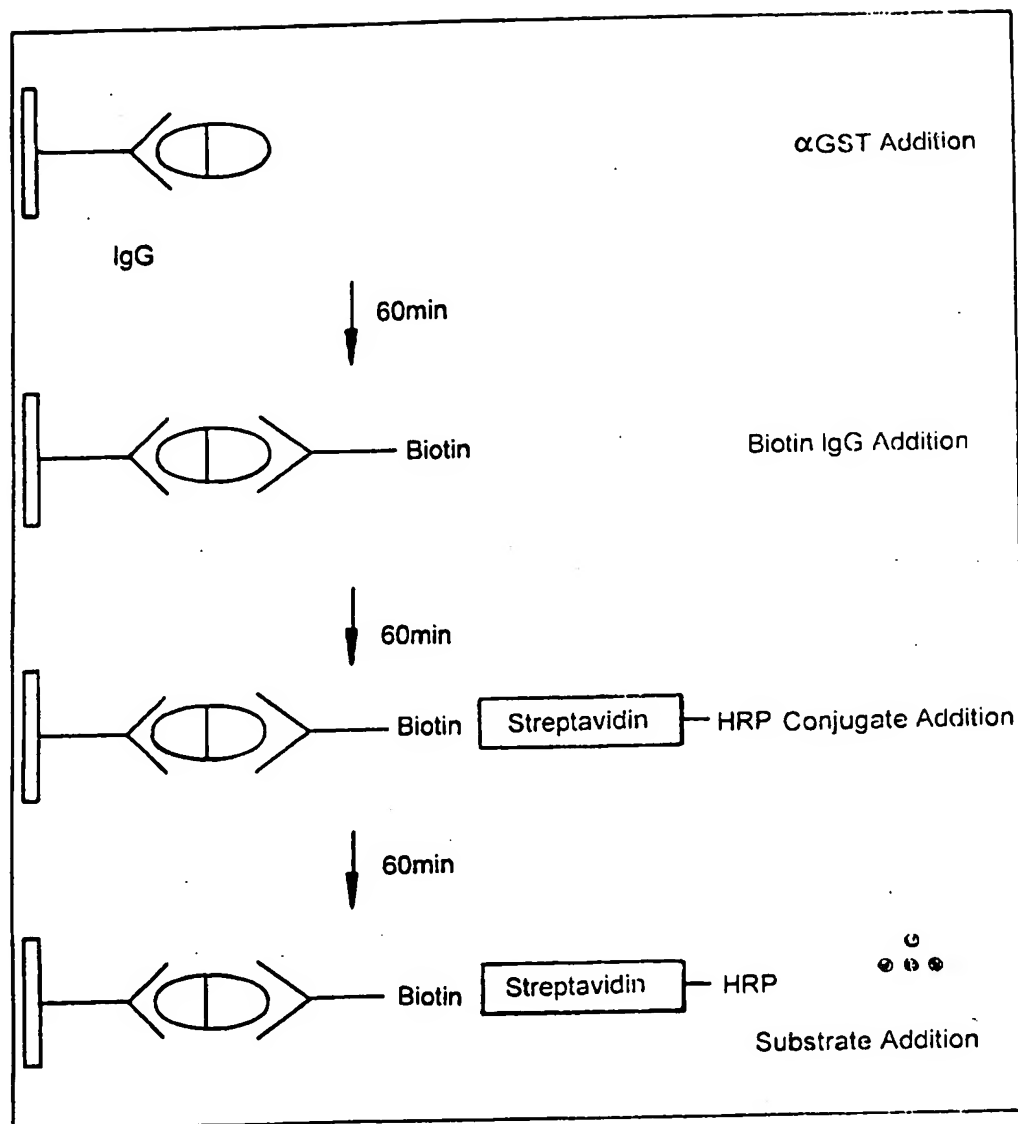 αGST Addition
IgG
60min
Biotin
Biotin IgG Addition
60min
Biotin
Streptavidin
HRP Conjugate Addition
60min
Biotin
Streptavidin
HRP
Substrate Addition